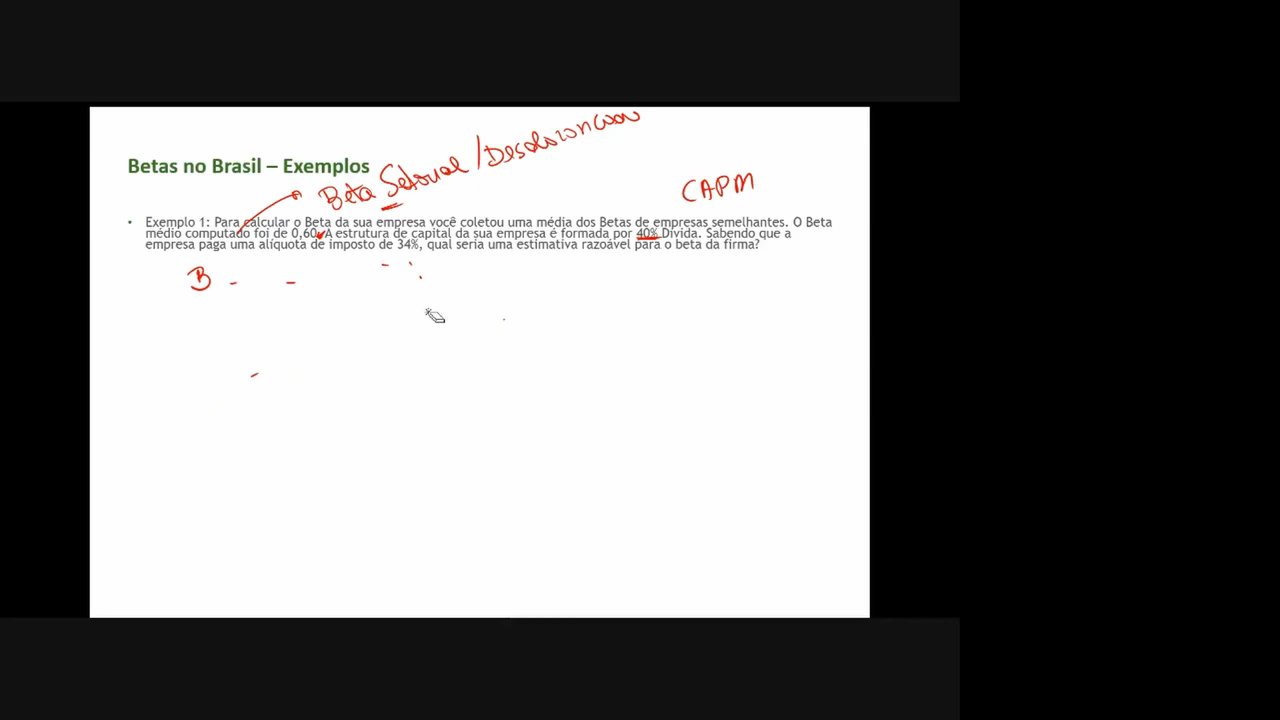 Betas no Brasil – Exemplos
Beta Setorial / Desalavancado
CAPM
• Exemplo 1: Para calcular o Beta da sua empresa você coletou uma média dos Betas de empresas semelhantes. O Beta
médio computado foi de 0,60. A estrutura de capital da sua empresa é formada por 40% Dívida. Sabendo que a
empresa paga uma alíquota de imposto de 34%, qual seria uma estimativa razoável para o beta da firma?
B